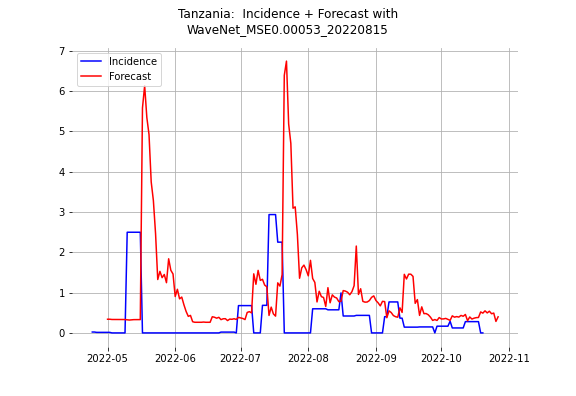 Tanzania:  Incidence + Forecast with
WaveNet_MSE0.00053_20220815
Incidence
Forecast
7
6
5
4
3
2
1
0
2022-05 2022-06 2022-07 2022-08 2022-09 2022-10 2022-11